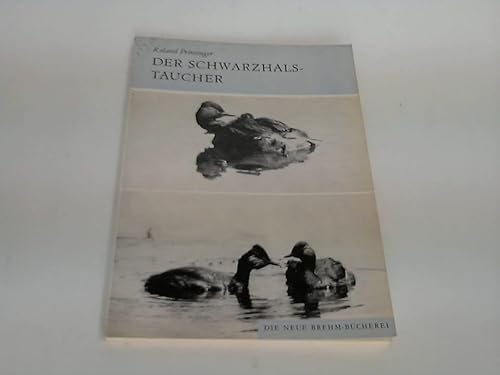 Roland Prinzinger
DER SCHWARZHALS-
TAUCHER
DIE NEUE BREHM-BÜCHEREI